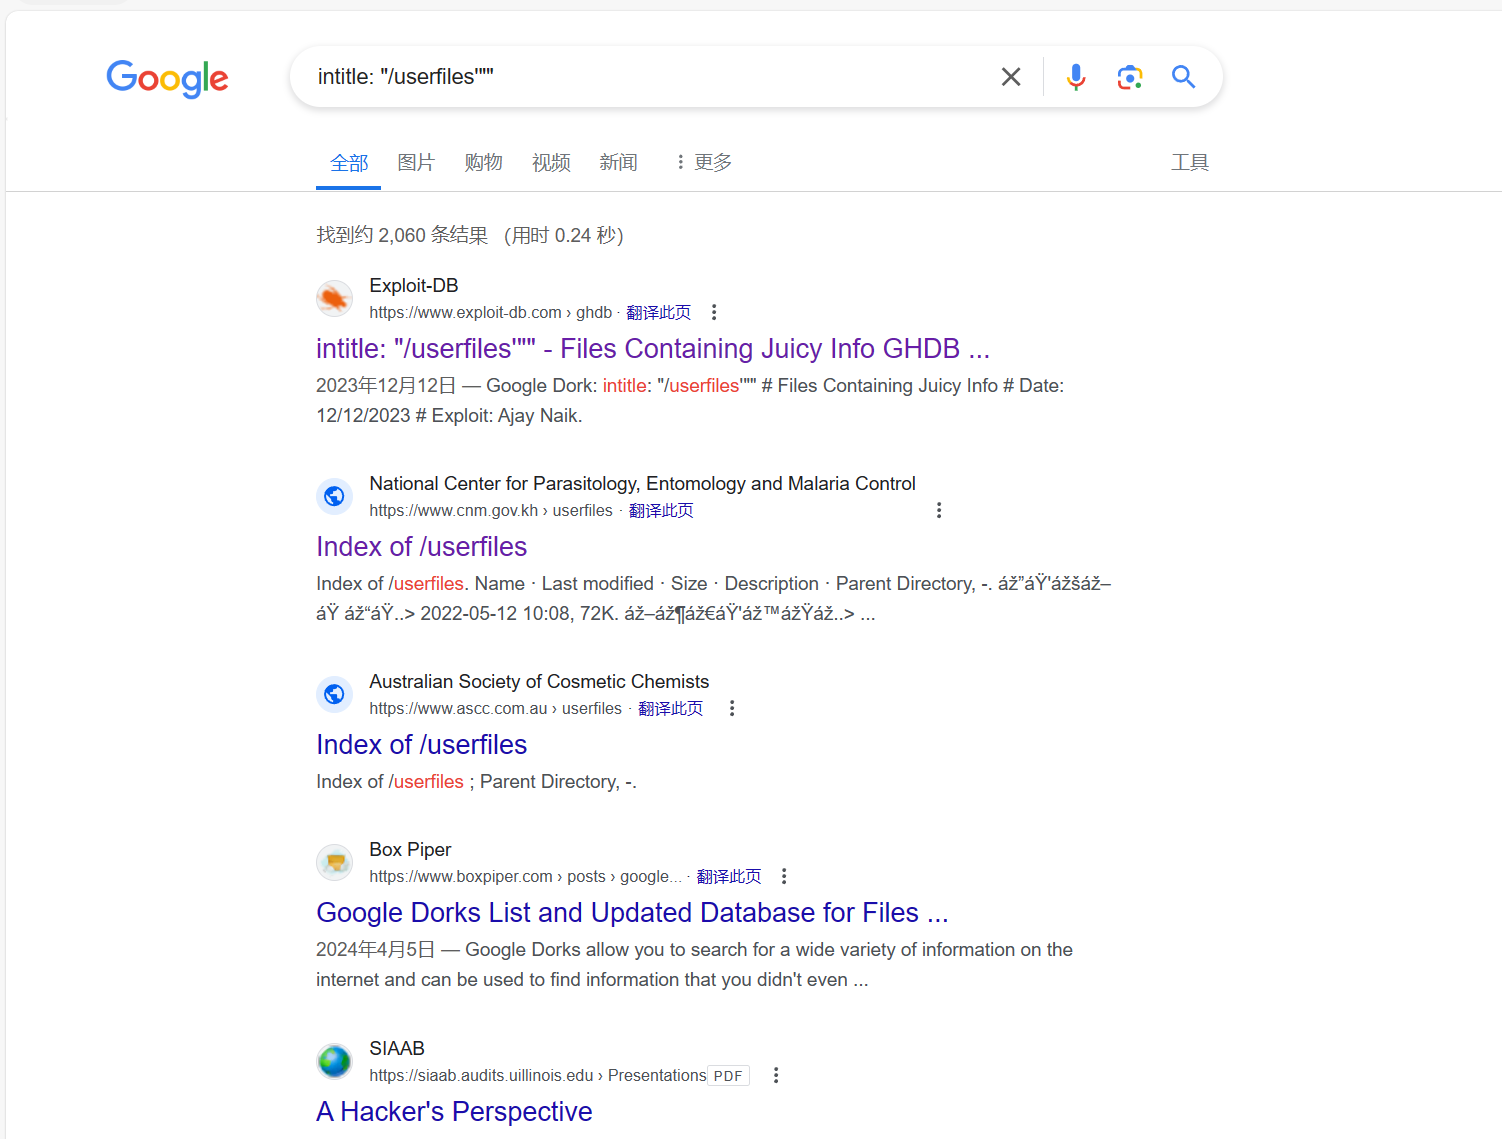 Google
intitle: "/userfiles'""
全部 图片 购物 视频 新闻 更多 工具
找到约 2,060 条结果 （用时 0.24 秒）
Exploit-DB
https://www.exploit-db.com › ghdb · 翻译此页
intitle: "/userfiles'"" - Files Containing Juicy Info GHDB ...
2023年12月12日 — Google Dork: intitle: "/userfiles'"" # Files Containing Juicy Info # Date:
12/12/2023 # Exploit: Ajay Naik.
National Center for Parasitology, Entomology and Malaria Control
https://www.cnm.gov.kh › userfiles · 翻译此页
Index of /userfiles
Index of /userfiles. Name · Last modified · Size · Description · Parent Directory, -. áž”áŸ'ážšáž–
áŸ áž“áŸ..> 2022-05-12 10:08, 72K. áž–áž¶áž€áŸ'áž™ážŸáž..> ...
Australian Society of Cosmetic Chemists
https://www.ascc.com.au › userfiles · 翻译此页
Index of /userfiles
Index of /userfiles ; Parent Directory, -.
Box Piper
https://www.boxpiper.com › posts › google... · 翻译此页
Google Dorks List and Updated Database for Files ...
2024年4月5日 — Google Dorks allow you to search for a wide variety of information on the
internet and can be used to find information that you didn't even ...
SIAAB
https://siaab.audits.uillinois.edu › Presentations PDF
A Hacker's Perspective